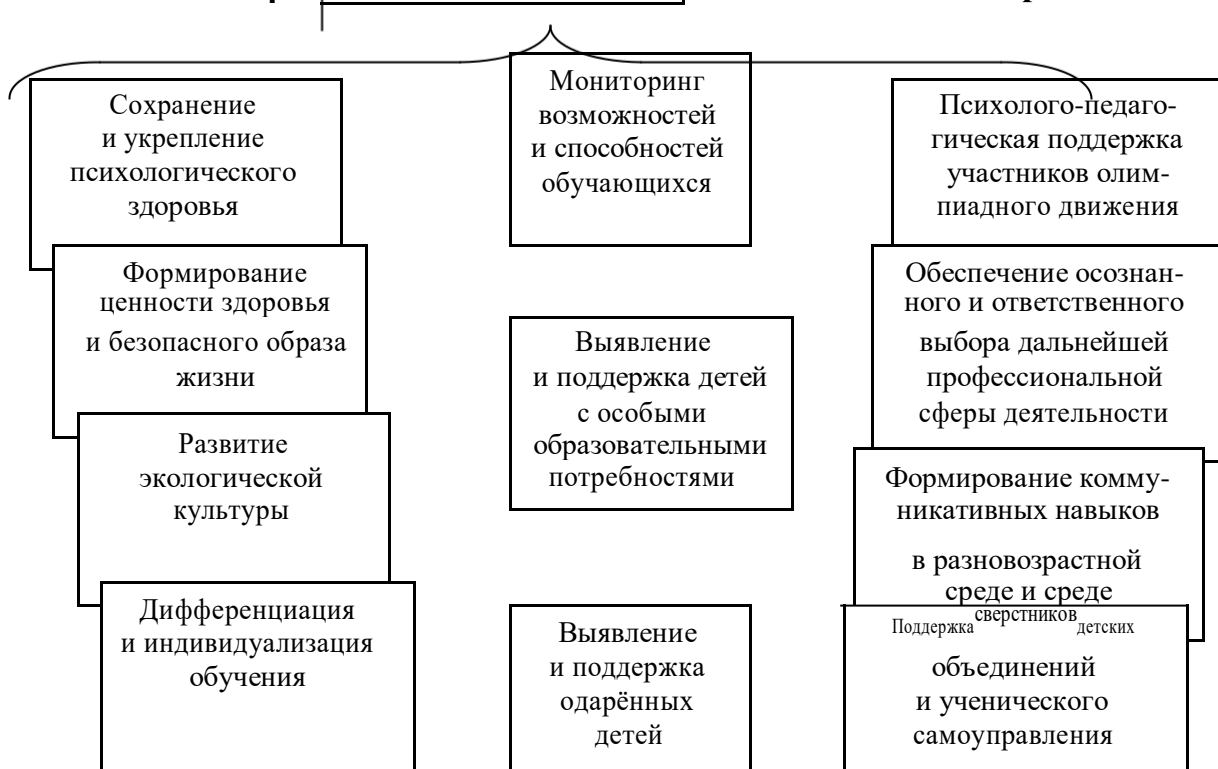 Сохранение
и укрепление
психологического
здоровья
Формирование
ценности здоровья
и безопасного образа
жизни
Развитие
экологической
культуры
Дифференциация
и индивидуализация
обучения
Мониторинг
возможностей
и способностей
обучающихся
Выявление
и поддержка детей
с особыми
образовательными
потребностями
Выявление
и поддержка
одарённых
детей
Психолого-педаго-
гическая поддержка
участников олим-
пиадного движения
Обеспечение осознан-
ного и ответственного
выбора дальнейшей
профессиональной
сферы деятельности
Формирование комму-
никативных навыков
в разновозрастной
среде и среде
сверстников
Поддержка детских
объединений
и ученического
самоуправления